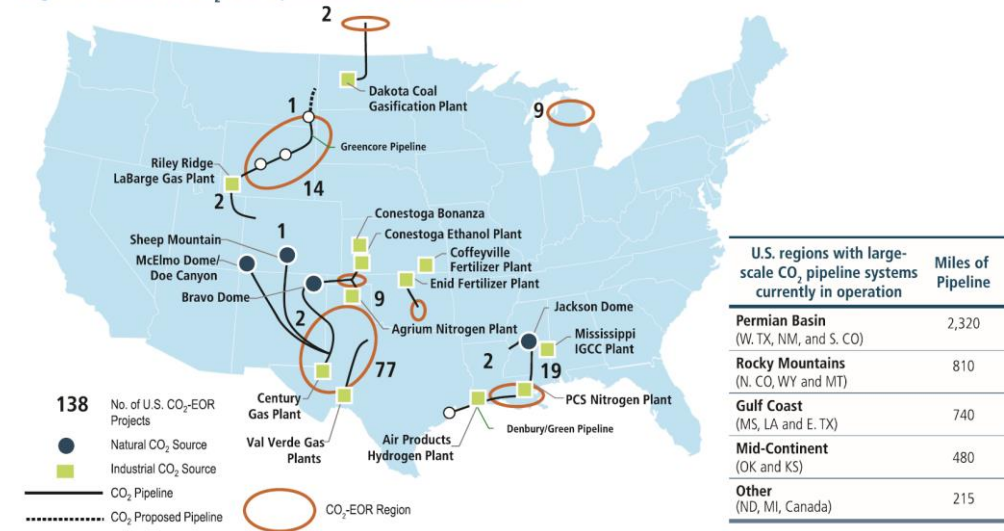 2
Dakota Coal
Gasification Plant
1
9
Greencore Pipeline
Riley Ridge
LaBarge Gas Plant
14
2
Conestoga Bonanza
1
Conestoga Ethanol Plant
Sheep Mountain
Coffeyville
Fertilizer Plant
McElmo Dome/
Doe Canyon
Enid Fertilizer Plant
Bravo Dome
9
Jackson Dome
2
Agrium Nitrogen Plant
Mississippi
IGCC Plant
2
19
77
Century
Gas Plant
PCS Nitrogen Plant
Denbury/Green Pipeline
Val Verde Gas
Plants
Air Products
Hydrogen Plant
138 No. of U.S. CO₂-EOR
Projects
Natural CO₂ Source
Industrial CO₂ Source
CO₂ Pipeline
CO₂ Proposed Pipeline
CO₂-EOR Region
U.S. regions with large-
scale CO₂ pipeline systems
currently in operation
Miles of
Pipeline
Permian Basin 2,320
(W. TX, NM, and S. CO)
Rocky Mountains 810
(N. CO, WY and MT)
Gulf Coast 740
(MS, LA and E. TX)
Mid-Continent 480
(OK and KS)
Other 215
(ND, MI, Canada)